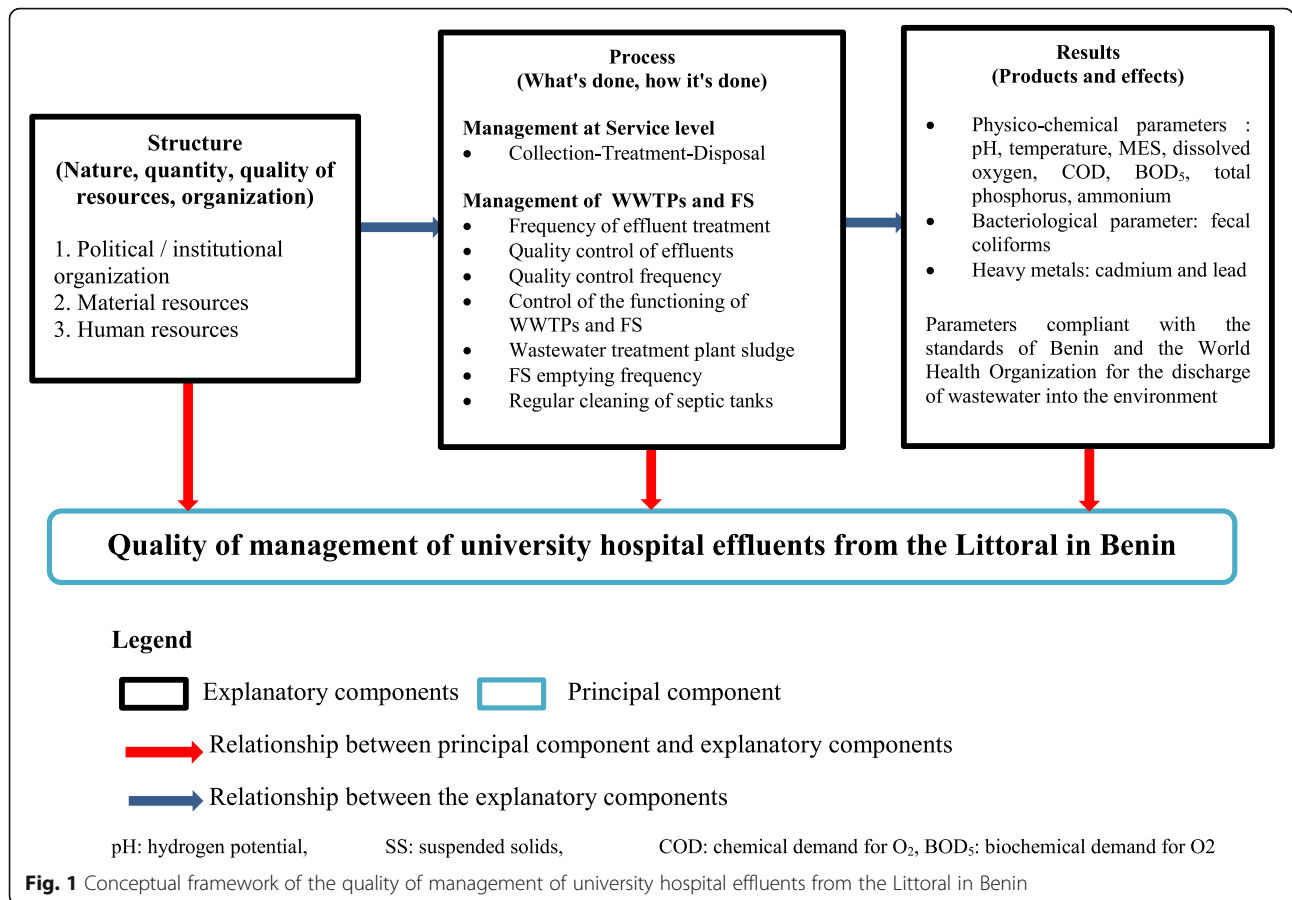 Structure
(Nature, quantity, quality of
resources, organization)
1. Political / institutional
organization
2. Material resources
3. Human resources
Process
(What's done, how it's done)
Management at Service level
• Collection-Treatment-Disposal
Management of WWTPs and FS
• Frequency of effluent treatment
• Quality control of effluents
• Quality control frequency
• Control of the functioning of
WWTPs and FS
• Wastewater treatment plant sludge
• FS emptying frequency
• Regular cleaning of septic tanks
Results
(Products and effects)
• Physico-chemical parameters :
pH, temperature, MES, dissolved
oxygen, COD, BOD₅, total
phosphorus, ammonium
• Bacteriological parameter: fecal
coliforms
• Heavy metals: cadmium and lead
Parameters compliant with the
standards of Benin and the World
Health Organization for the discharge
of wastewater into the environment
Quality of management of university hospital effluents from the Littoral in Benin
Legend
Explanatory components Principal component
Relationship between principal component and explanatory components
Relationship between the explanatory components
pH: hydrogen potential, SS: suspended solids, COD: chemical demand for O₂, BOD₅: biochemical demand for O2
Fig. 1 Conceptual framework of the quality of management of university hospital effluents from the Littoral in Benin